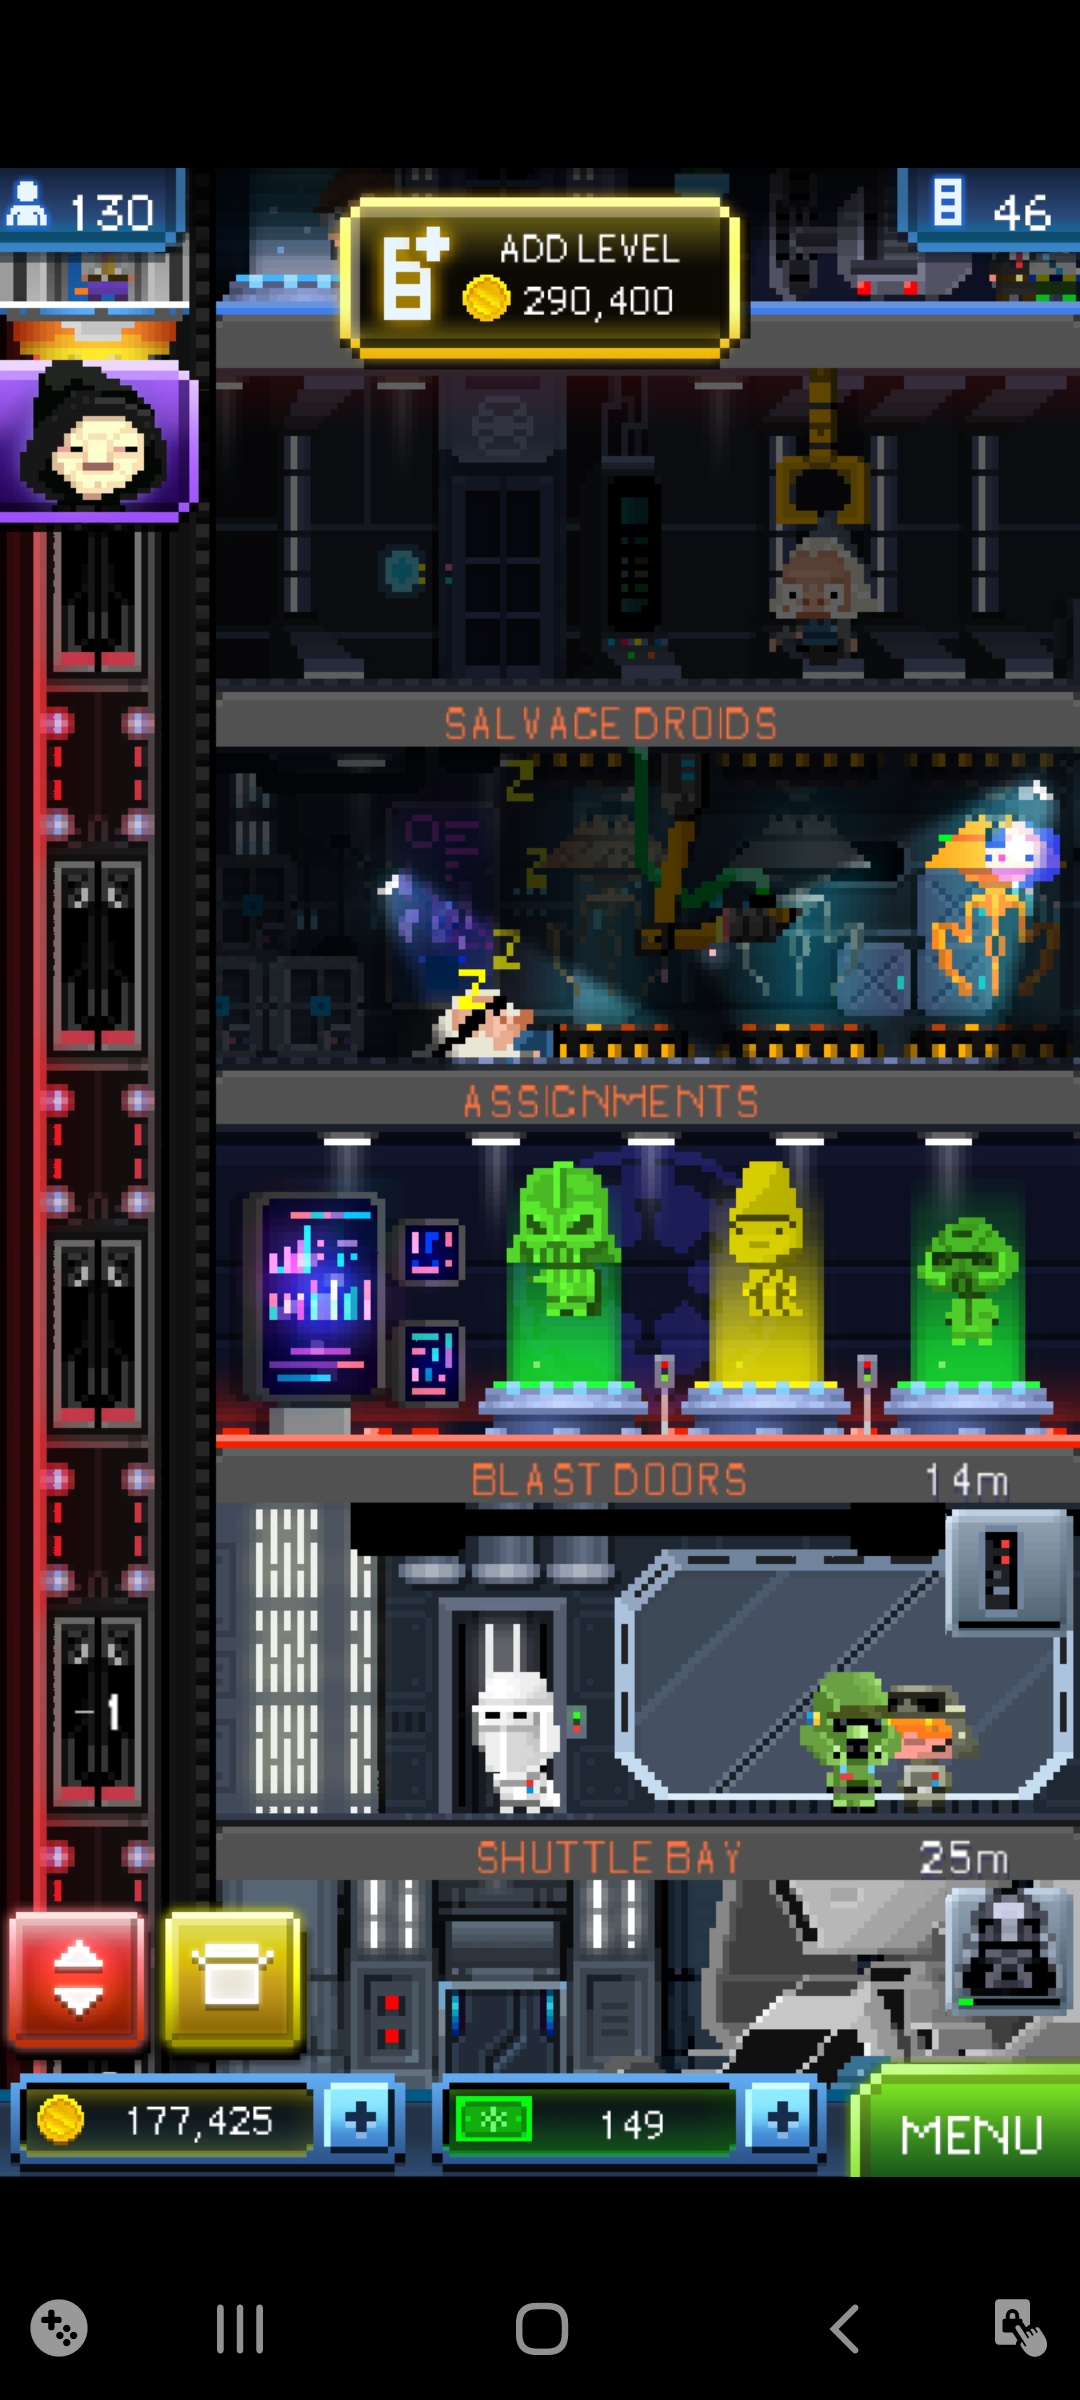 130
46
ADD LEVEL
290,400
SALVAGE DROIDS
Z
Z
Z
Z
ASSIGNMENTS
BLAST DOORS 14m
-1
SHUTTLE BAY 25m
177,425
149
MENU